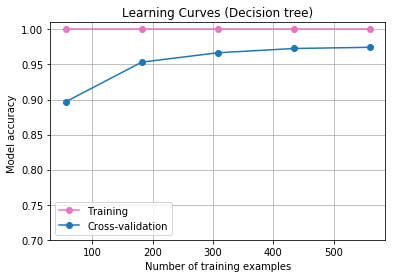 Learning Curves (Decision tree)
Model accuracy
1.00
0.95
0.90
0.85
0.80
0.75
0.70
Training
Cross-validation
100
200
300
400
500
Number of training examples